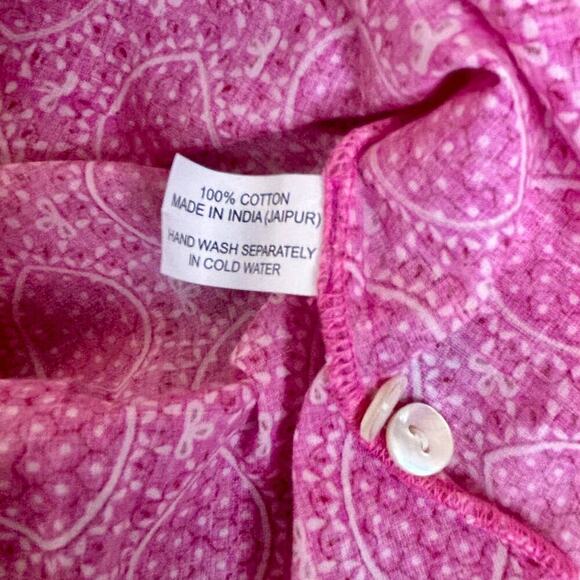 100% COTTON
MADE IN INDIA (JAIPUR)
HAND WASH SEPARATELY
IN COLD WATER